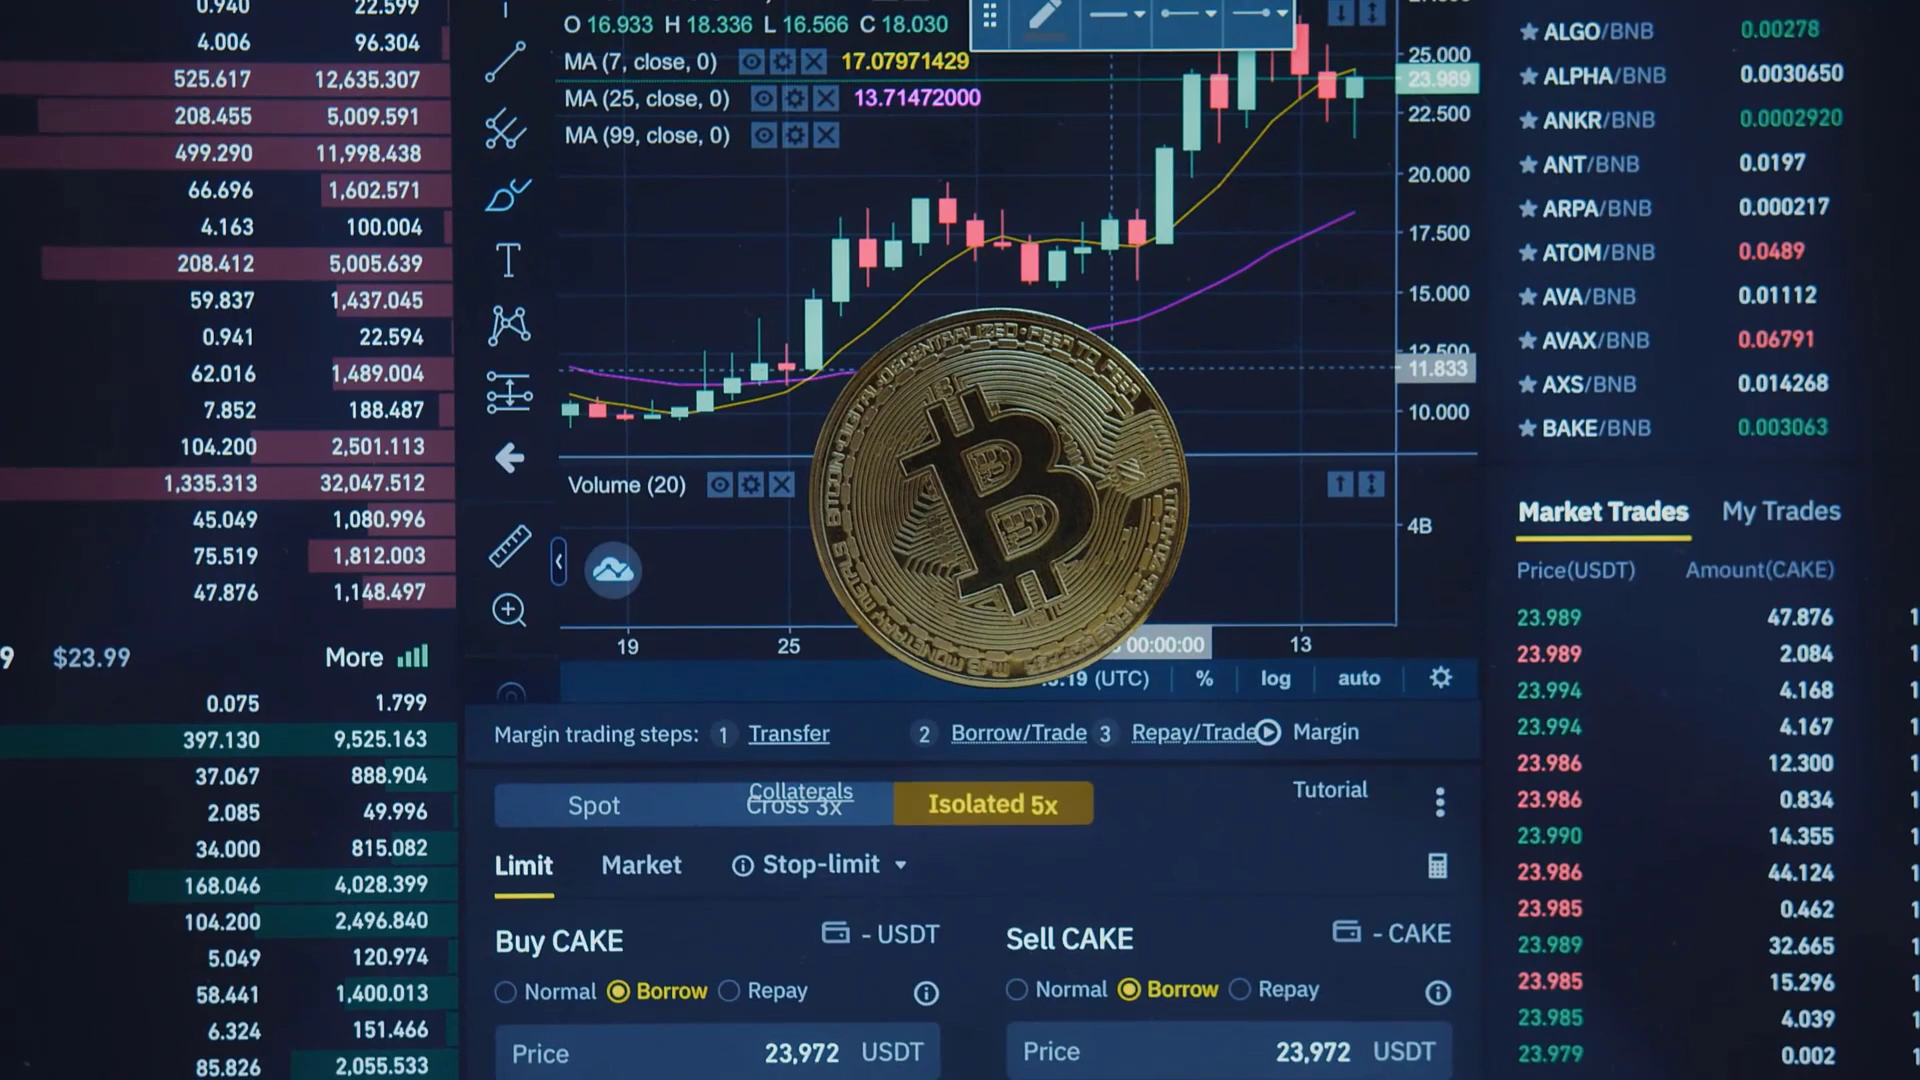 0.940 22.599
4.006 96.304
525.617 12,635.307
208.455 5,009.591
499.290 11,998.438
66.696 1,602.571
4.163 100.004
208.412 5,005.639
59.837 1,437.045
0.941 22.594
62.016 1,489.004
7.852 188.487
104.200 2,501.113
1,335.313 32,047.512
45.049 1,080.996
75.519 1,812.003
47.876 1,148.497
9 $23.99 More
0.075 1.799
397.130 9,525.163
37.067 888.904
2.085 49.996
34.000 815.082
168.046 4,028.399
104.200 2,496.840
5.049 120.974
58.441 1,400.013
6.324 151.466
85.826 2,055.533
O 16.933 H 18.336 L 16.566 C 18.030
MA (7, close, 0) 17.07971429
MA (25, close, 0) 13.71472000
MA (99, close, 0)
25.000
23.989
22.500
20.000
17.500
15.000
12.500
11.833
10.000
Volume (20)
4B
19 25 00:00:00 13
:19 (UTC) % log auto
DECENTRALIZED • PEER TO PEER
BITCOIN DIGITAL
Margin trading steps: 1 Transfer 2 Borrow/Trade 3 Repay/Trade Margin
Collaterals Tutorial
Spot Cross 3x Isolated 5x
Limit Market Stop-limit
Buy CAKE - USDT
Normal Borrow Repay
Price 23,972 USDT
Sell CAKE - CAKE
Normal Borrow Repay
Price 23,972 USDT
ALGO/BNB 0.00278
ALPHA/BNB 0.0030650
ANKR/BNB 0.0002920
ANT/BNB 0.0197
ARPA/BNB 0.000217
ATOM/BNB 0.0489
AVA/BNB 0.01112
AVAX/BNB 0.06791
AXS/BNB 0.014268
BAKE/BNB 0.003063
Market Trades My Trades
Price(USDT) Amount(CAKE)
23.989 47.876
23.989 2.084
23.994 4.168
23.994 4.167
23.986 12.300
23.986 0.834
23.990 14.355
23.986 44.124
23.985 0.462
23.989 32.665
23.985 15.296
23.985 4.039
23.979 0.002